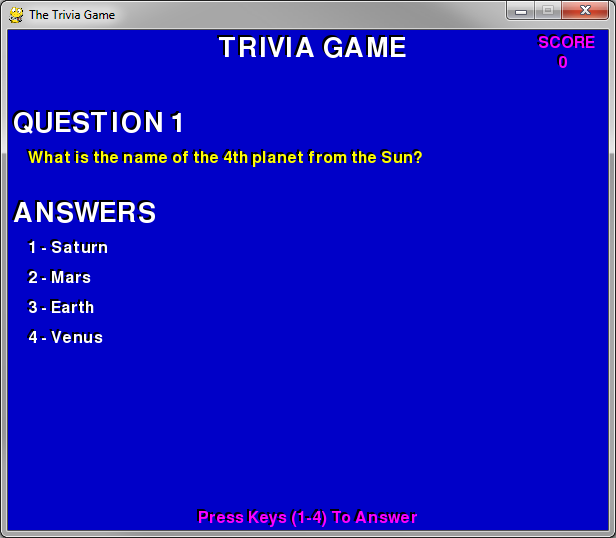 The Trivia Game
TRIVIA GAME
SCORE
0
QUESTION 1
What is the name of the 4th planet from the Sun?
ANSWERS
1 - Saturn
2 - Mars
3 - Earth
4 - Venus
Press Keys (1-4) To Answer